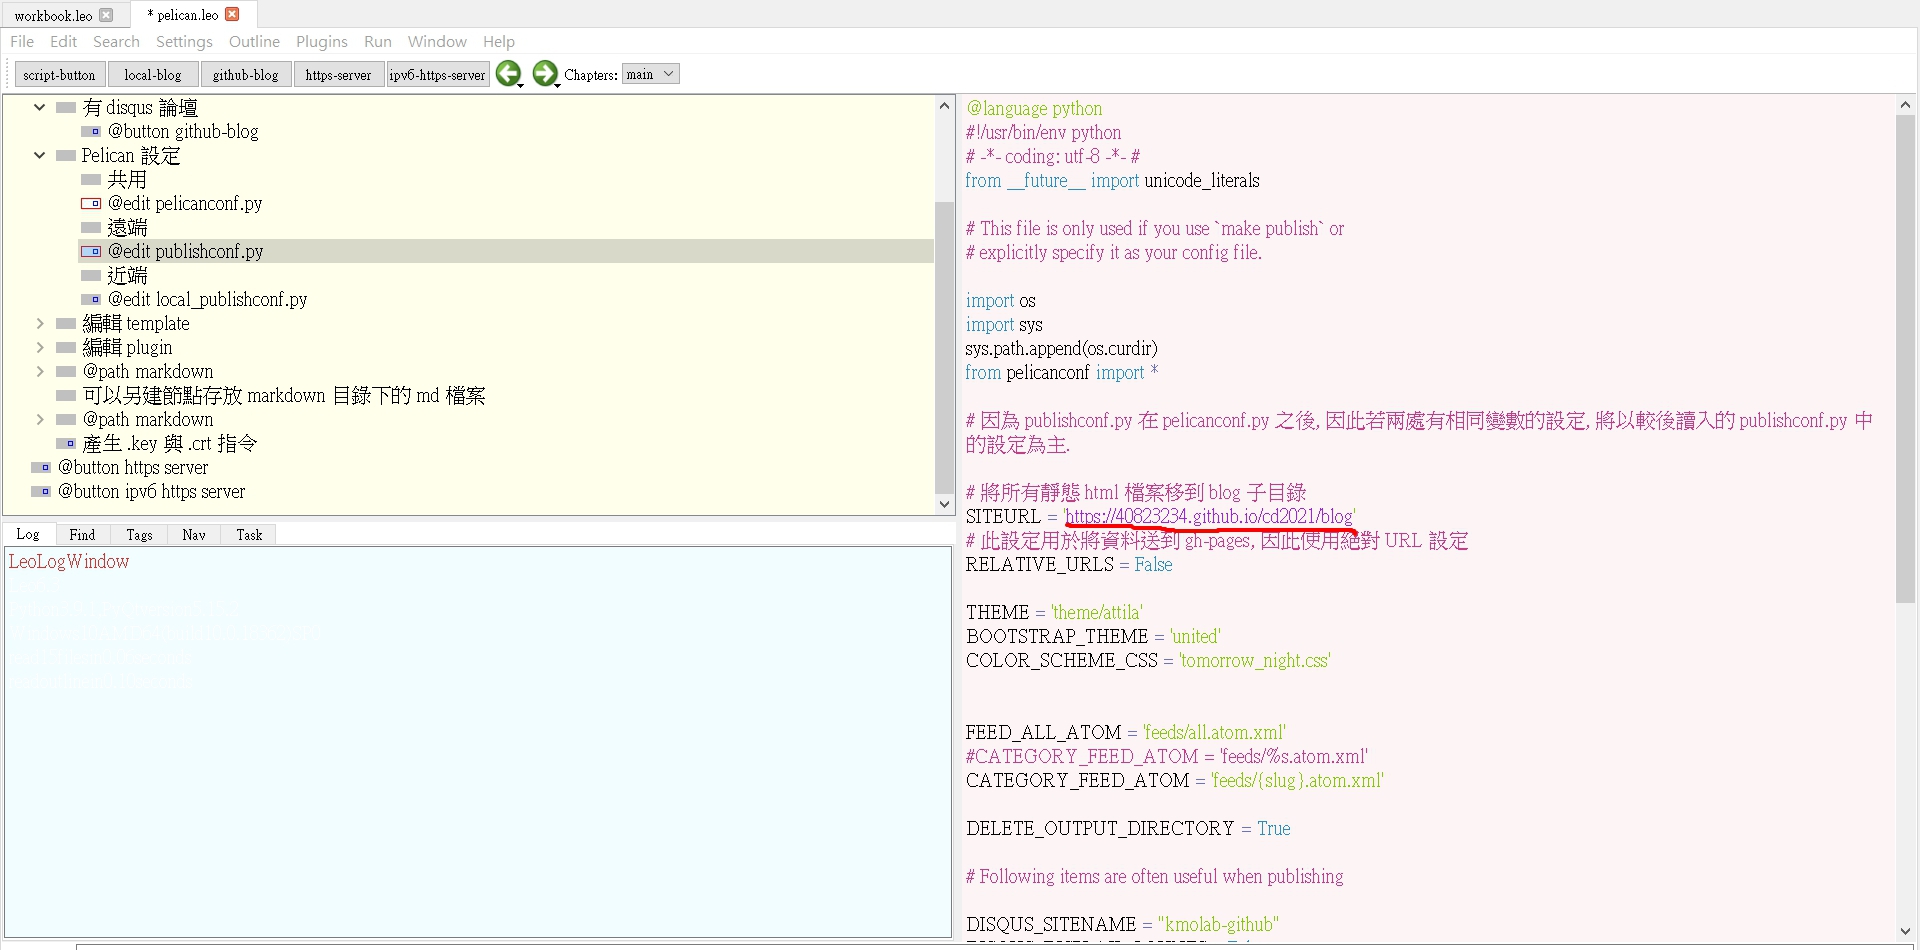 workbook.leo
* pelican.leo
File Edit Search Settings Outline Plugins Run Window Help
script-button local-blog github-blog https-server ipv6-https-server Chapters: main
有 disqus 論壇
@button github-blog
Pelican 設定
共用
@edit pelicanconf.py
遠端
@edit publishconf.py
近端
@edit local_publishconf.py
編輯 template
編輯 plugin
@path markdown
可以另建節點存放 markdown 目錄下的 md 檔案
@path markdown
產生 .key 與 .crt 指令
@button https server
@button ipv6 https server
Log Find Tags Nav Task
LeoLogWindow
@language python
#!/usr/bin/env python
# -*- coding: utf-8 -*- #
from __future__ import unicode_literals
# This file is only used if you use `make publish` or
# explicitly specify it as your config file.
import os
import sys
sys.path.append(os.curdir)
from pelicanconf import *
# 因為 publishconf.py 在 pelicanconf.py 之後, 因此若兩處有相同變數的設定, 將以較後讀入的 publishconf.py 中
的設定為主.
# 將所有靜態 html 檔案移到 blog 子目錄
SITEURL = 'https://40823234.github.io/cd2021/blog'
# 此設定用於將資料送到 gh-pages, 因此使用絕對 URL 設定
RELATIVE_URLS = False
THEME = 'theme/attila'
BOOTSTRAP_THEME = 'united'
COLOR_SCHEME_CSS = 'tomorrow_night.css'
FEED_ALL_ATOM = 'feeds/all.atom.xml'
#CATEGORY_FEED_ATOM = 'feeds/%s.atom.xml'
CATEGORY_FEED_ATOM = 'feeds/{slug}.atom.xml'
DELETE_OUTPUT_DIRECTORY = True
# Following items are often useful when publishing
DISQUS_SITENAME = "kmolab-github"